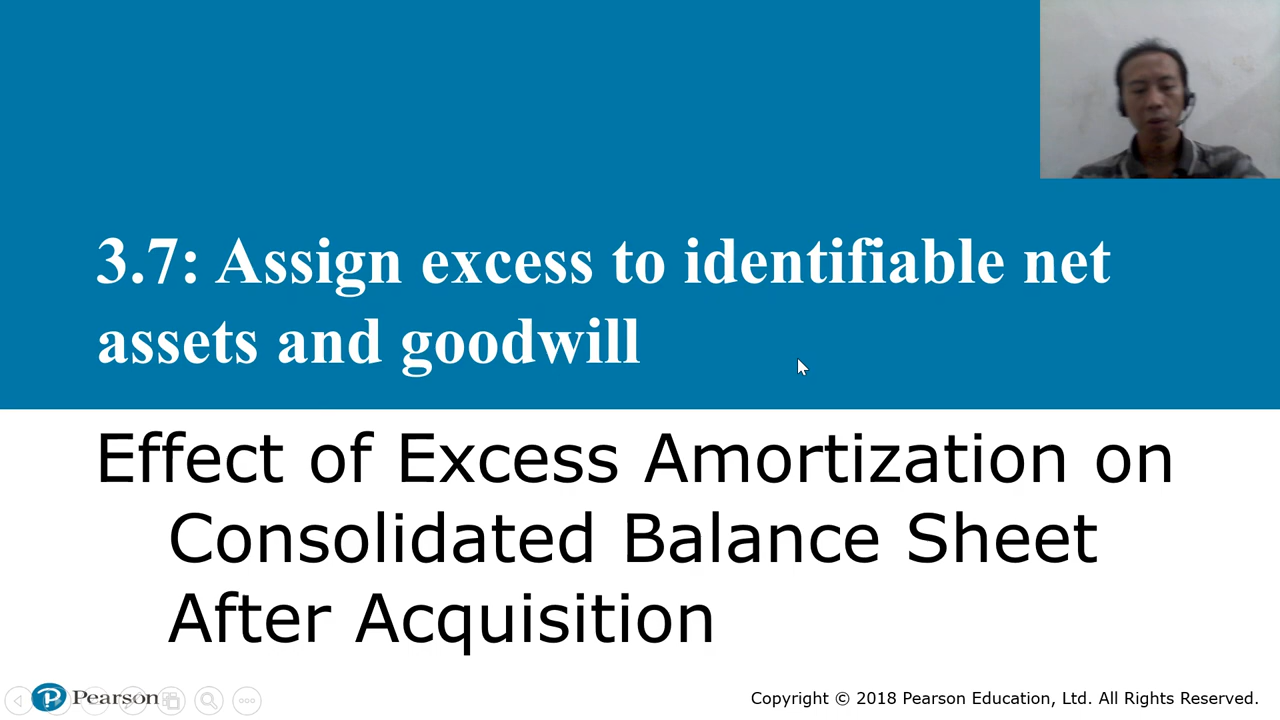 3.7: Assign excess to identifiable net
assets and goodwill
Effect of Excess Amortization on
Consolidated Balance Sheet
After Acquisition
Pearson
Copyright © 2018 Pearson Education, Ltd. All Rights Reserved.